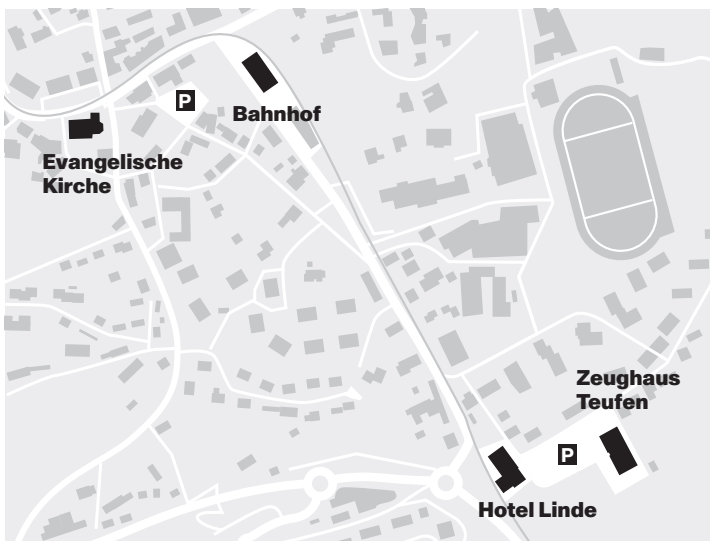 P
Bahnhof
Evangelische
Kirche
Zeughaus
Teufen
P
Hotel Linde